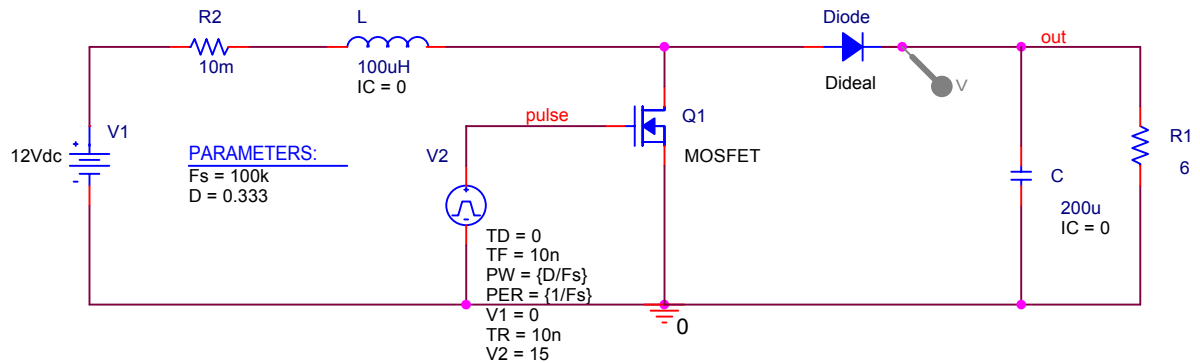 R2
10m
L
100uH
IC = 0
Diode
Dideal
out
V
V1
12Vdc
+
-
PARAMETERS:
Fs = 100k
D = 0.333
pulse
V2
+
-
Q1
MOSFET
TD = 0
TF = 10n
PW = {D/Fs}
PER = {1/Fs}
V1 = 0
TR = 10n
V2 = 15
0
C
200u
IC = 0
R1
6